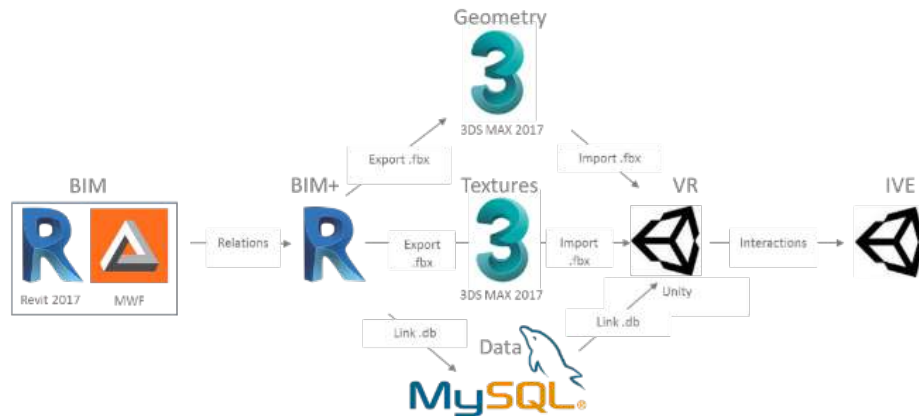 Geometry
3DS MAX 2017
Export .fbx
Import .fbx
BIM
BIM+
Textures
VR
IVE
Relations
Export
.fbx
Import
.fbx
Interactions
Revit 2017
MWF
3DS MAX 2017
Unity
Link .db
Link .db
Data
MySQL®